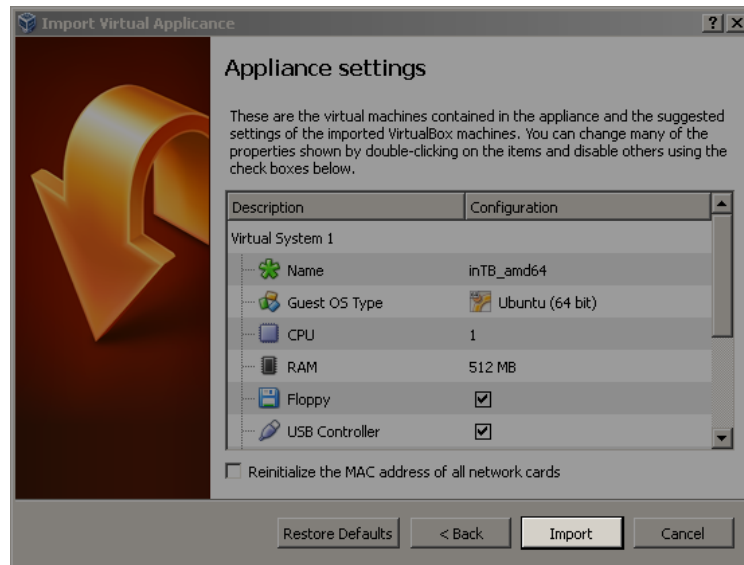 Import Virtual Applicance
Appliance settings
These are the virtual machines contained in the appliance and the suggested
settings of the imported VirtualBox machines. You can change many of the
properties shown by double-clicking on the items and disable others using the
check boxes below.
Description Configuration
Virtual System 1
Name inTB_amd64
Guest OS Type Ubuntu (64 bit)
CPU 1
RAM 512 MB
Floppy
USB Controller
Reinitialize the MAC address of all network cards
Restore Defaults < Back Import Cancel